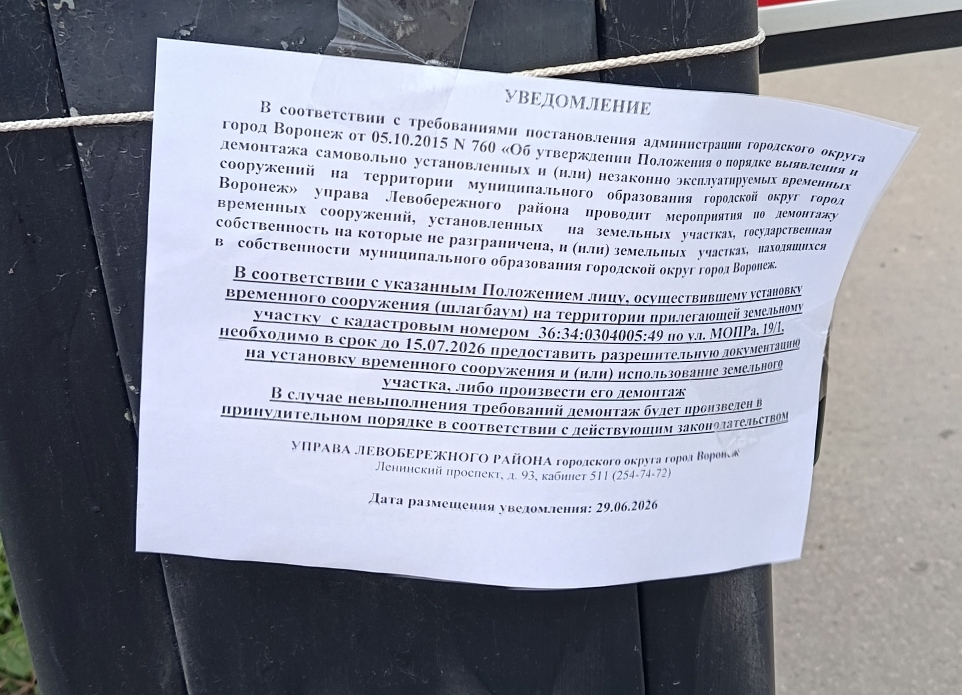 УВЕДОМЛЕНИЕ
В соответствии с требованиями постановления администрации городского округа
город Воронеж от 05.10.2015 N 760 «Об утверждении Положения о порядке выявления и
демонтажа самовольно установленных и (или) незаконно эксплуатируемых временных
сооружений на территории муниципального образования городской округ город
Воронеж» управа Левобережного района проводит мероприятия по демонтажу
временных сооружений, установленных на земельных участках, государственная
собственность на которые не разграничена, и (или) земельных участках, находящихся
в собственности муниципального образования городской округ город Воронеж.
В соответствии с указанным Положением лицу, осуществившему установку
временного сооружения (шлагбаум) на территории прилегающей земельному
участку с кадастровым номером 36:34:0304005:49 по ул. МОПРа, 19/1,
необходимо в срок до 15.07.2026 предоставить разрешительную документацию
на установку временного сооружения и (или) использование земельного
участка, либо произвести его демонтаж
В случае невыполнения требований демонтаж будет произведен в
принудительном порядке в соответствии с действующим законодательством
УПРАВА ЛЕВОБЕРЕЖНОГО РАЙОНА городского округа город Воронеж
Ленинский проспект, д. 93, кабинет 511 (254-74-72)
Дата размещения уведомления: 29.06.2026